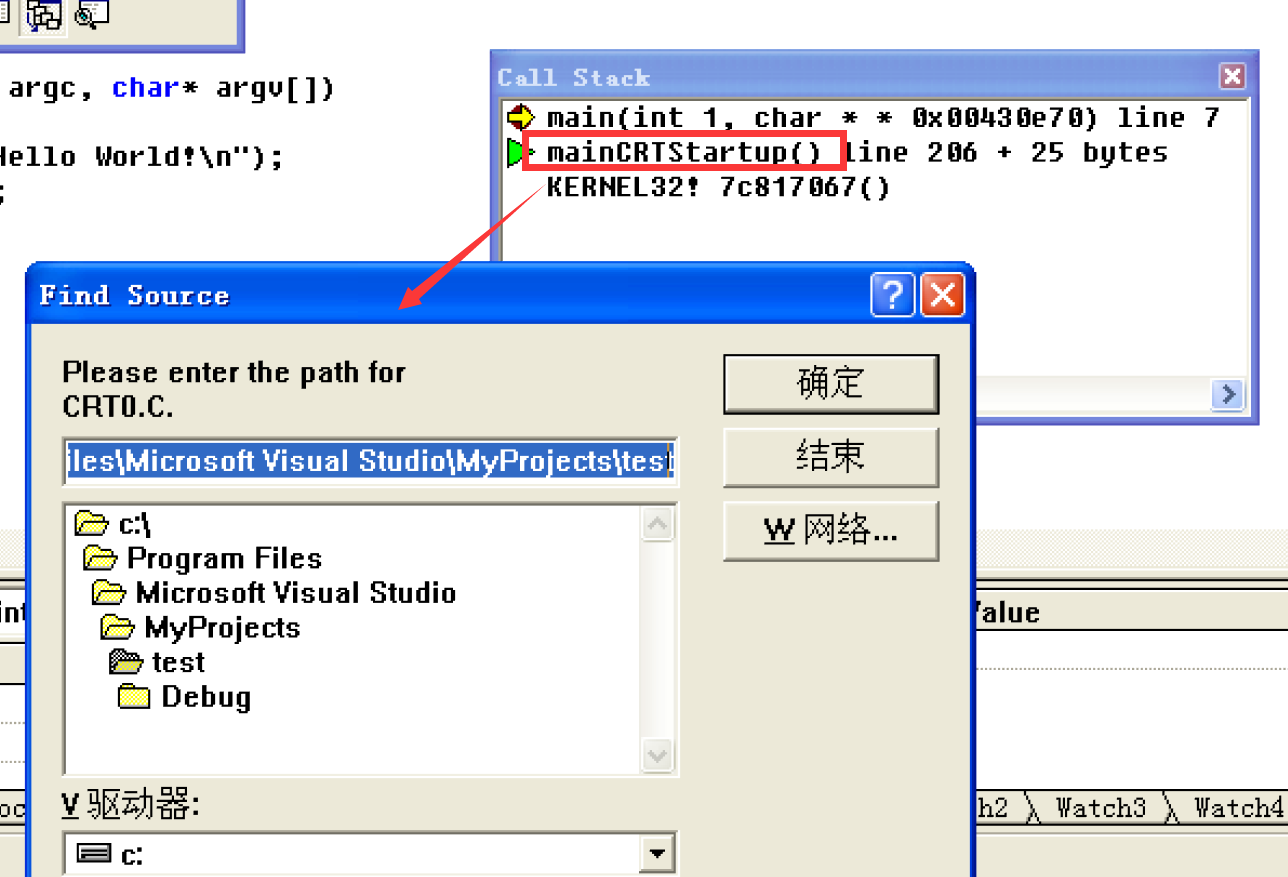 argc, char* argv[])
Hello World!\n");
;
Call Stack
main(int 1, char * * 0x00430e70) line 7
mainCRTStartup() line 206 + 25 bytes
KERNEL32! 7c817067()
Find Source
Please enter the path for
CRT0.C.
iles\Microsoft Visual Studio\MyProjects\test
c:\
Program Files
Microsoft Visual Studio
MyProjects
test
Debug
确定
结束
W 网络...
V 驱动器:
c:
int
Value
oc
h2
Watch3
Watch4